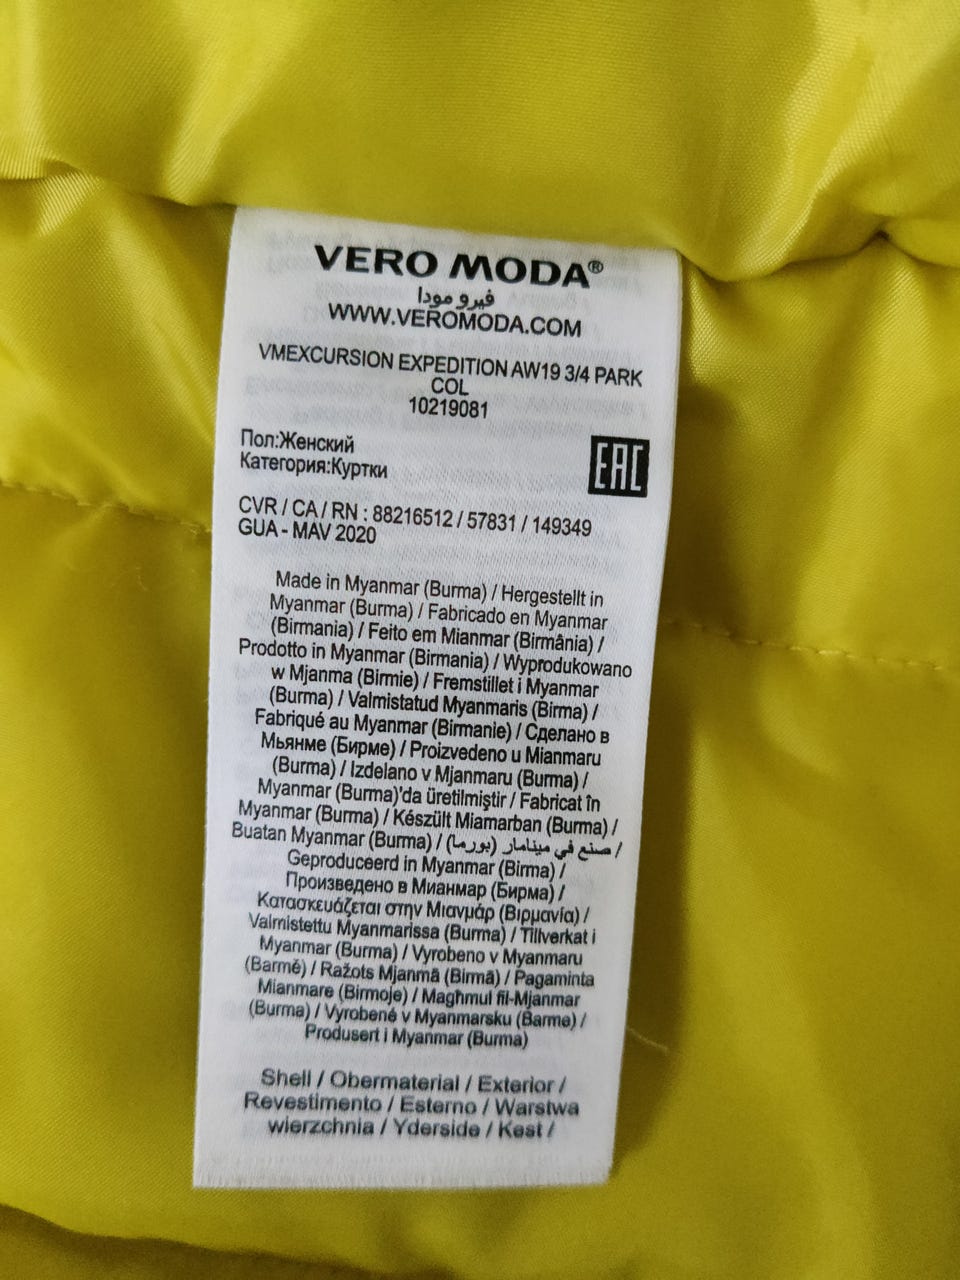 VERO MODA®
فيرو مودا
WWW.VEROMODA.COM
VMEXCURSION EXPEDITION AW19 3/4 PARK
COL
10219081
Пол:Женский
Категория:Куртки
EAC
CVR / CA / RN : 88216512 / 57831 / 149349
GUA - MAV 2020
Made in Myanmar (Burma) / Hergestellt in
Myanmar (Burma) / Fabricado en Myanmar
(Birmania) / Feito em Mianmar (Birmânia) /
Prodotto in Myanmar (Birmania) / Wyprodukowano
w Mjanma (Birmie) / Fremstillet i Myanmar
(Burma) / Valmistatud Myanmaris (Birma) /
Fabriqué au Myanmar (Birmanie) / Сделано в
Мьянме (Бирме) / Proizvedeno u Mianmaru
(Burma) / Izdelano v Mjanmaru (Burma) /
Myanmar (Burma)'da üretilmiştir / Fabricat în
Myanmar (Burma) / Készült Miamarban (Burma) /
Buatan Myanmar (Burma) / صنع في مينامار (بورما) /
Geproduceerd in Myanmar (Birma) /
Произведено в Мианмар (Бирма) /
Κατασκευάζεται στην Μιανμάρ (Βιρμανία) /
Valmistettu Myanmarissa (Burma) / Tillverkat i
Myanmar (Burma) / Vyrobeno v Myanmaru
(Barmě) / Ražots Mjanmā (Birmā) / Pagaminta
Mianmare (Birmoje) / Magħmul fil-Mjanmar
(Burma) / Vyrobené v Myanmarsku (Barme) /
Produsert i Myanmar (Burma)
Shell / Obermaterial / Exterior /
Revestimento / Esterno / Warstwa
wierzchnia / Yderside / Kest /